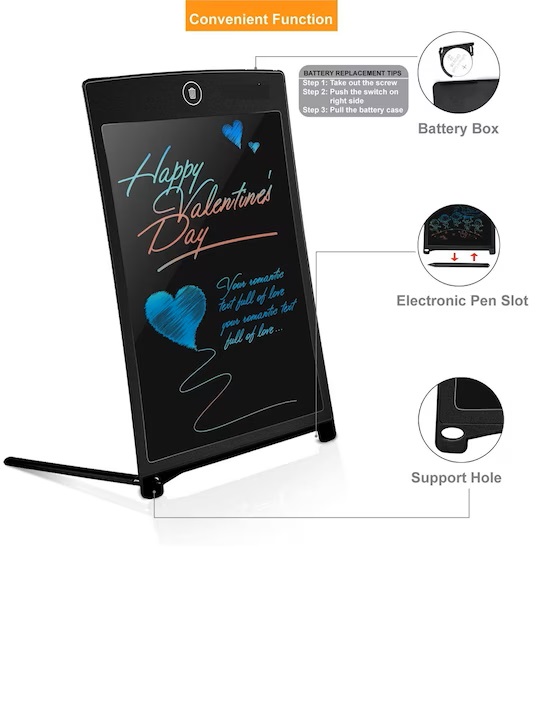 Convenient Function
BATTERY REPLACEMENT TIPS
Step 1: Take out the screw
Step 2: Push the switch on
right side
Step 3: Pull the battery case
Battery Box
Happy
Valentine's
Day
Your romantic
text full of love
your romantic text
full of love...
Electronic Pen Slot
Support Hole